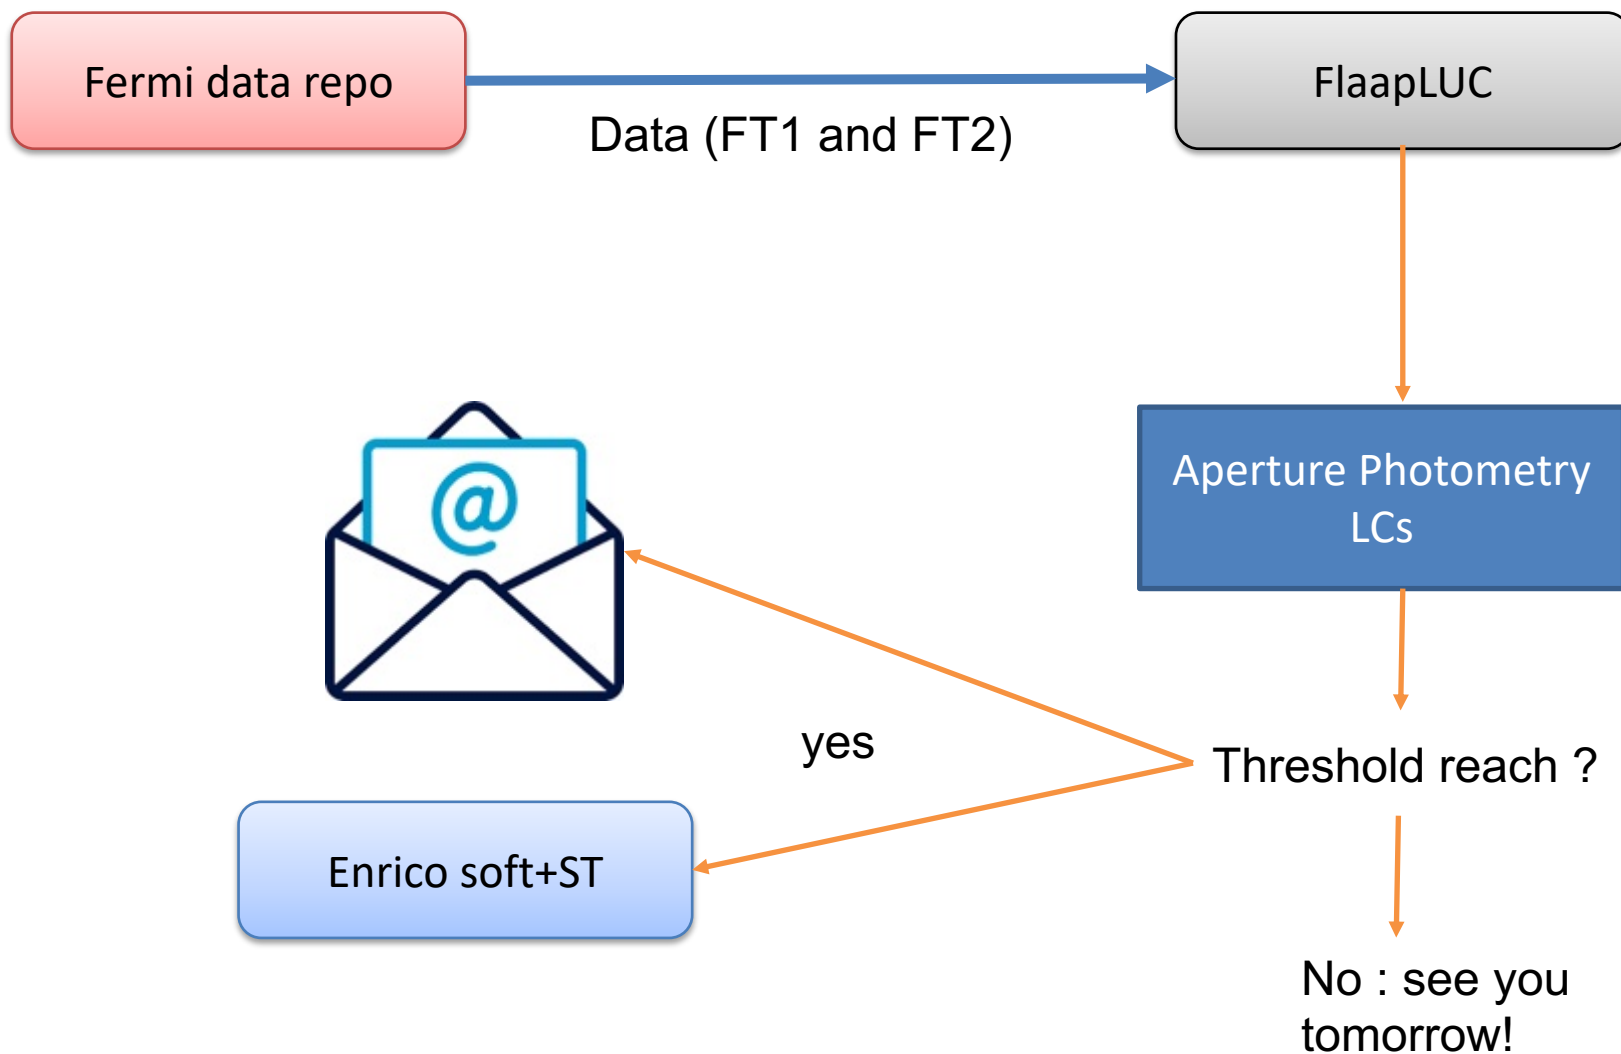 Fermi data repo
FlaapLUC
Data (FT1 and FT2)
Aperture Photometry
LCs
@
yes
Threshold reach ?
Enrico soft+ST
No : see you
tomorrow!